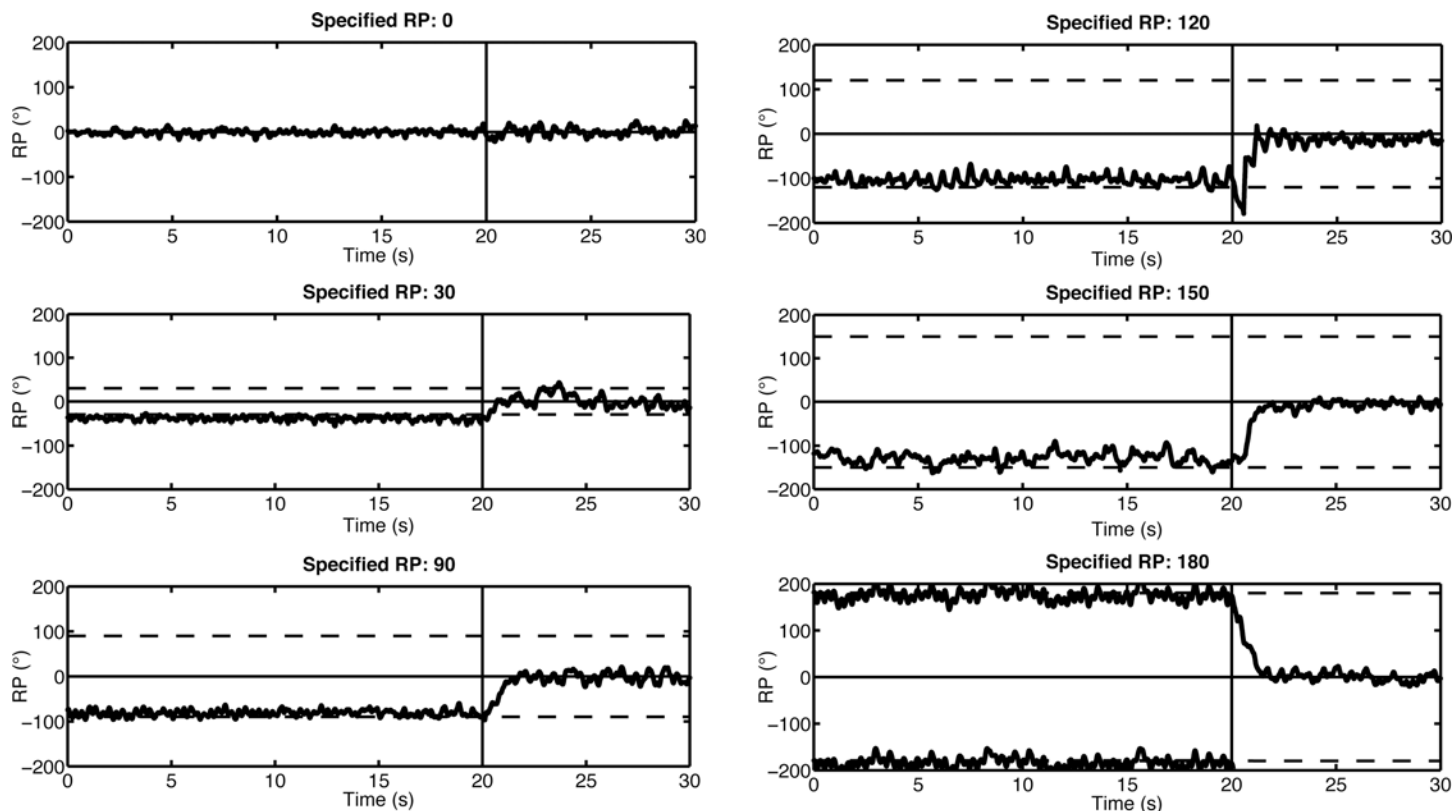 Specified RP: 0
200
100
0
−100
−200
RP (°)
0 5 10 15 20 25 30
Time (s)
Specified RP: 30
200
100
0
−100
−200
RP (°)
0 5 10 15 20 25 30
Time (s)
Specified RP: 90
200
100
0
−100
−200
RP (°)
0 5 10 15 20 25 30
Time (s)
Specified RP: 120
200
100
0
−100
−200
RP (°)
0 5 10 15 20 25 30
Time (s)
Specified RP: 150
200
100
0
−100
−200
RP (°)
0 5 10 15 20 25 30
Time (s)
Specified RP: 180
200
100
0
−100
−200
RP (°)
0 5 10 15 20 25 30
Time (s)